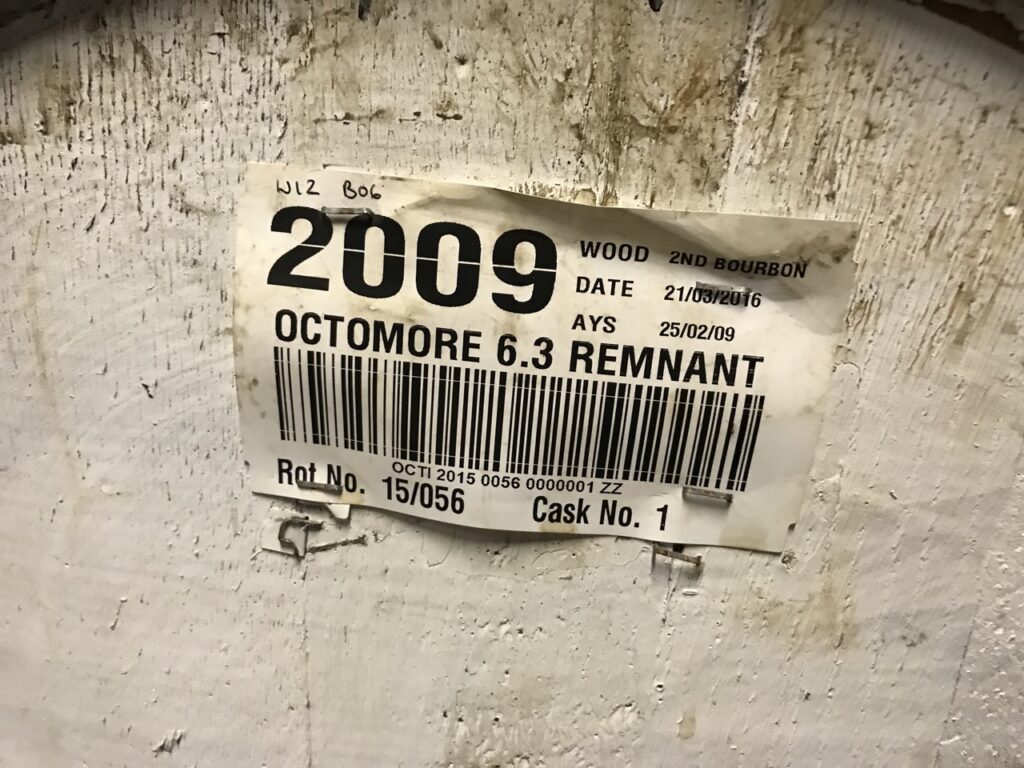 W12 B06
2009
WOOD 2ND BOURBON
DATE 21/03/2016
AYS 25/02/09
OCTOMORE 6.3 REMNANT
OCTI 2015 0056 0000001 ZZ
Rot No. 15/056
Cask No. 1